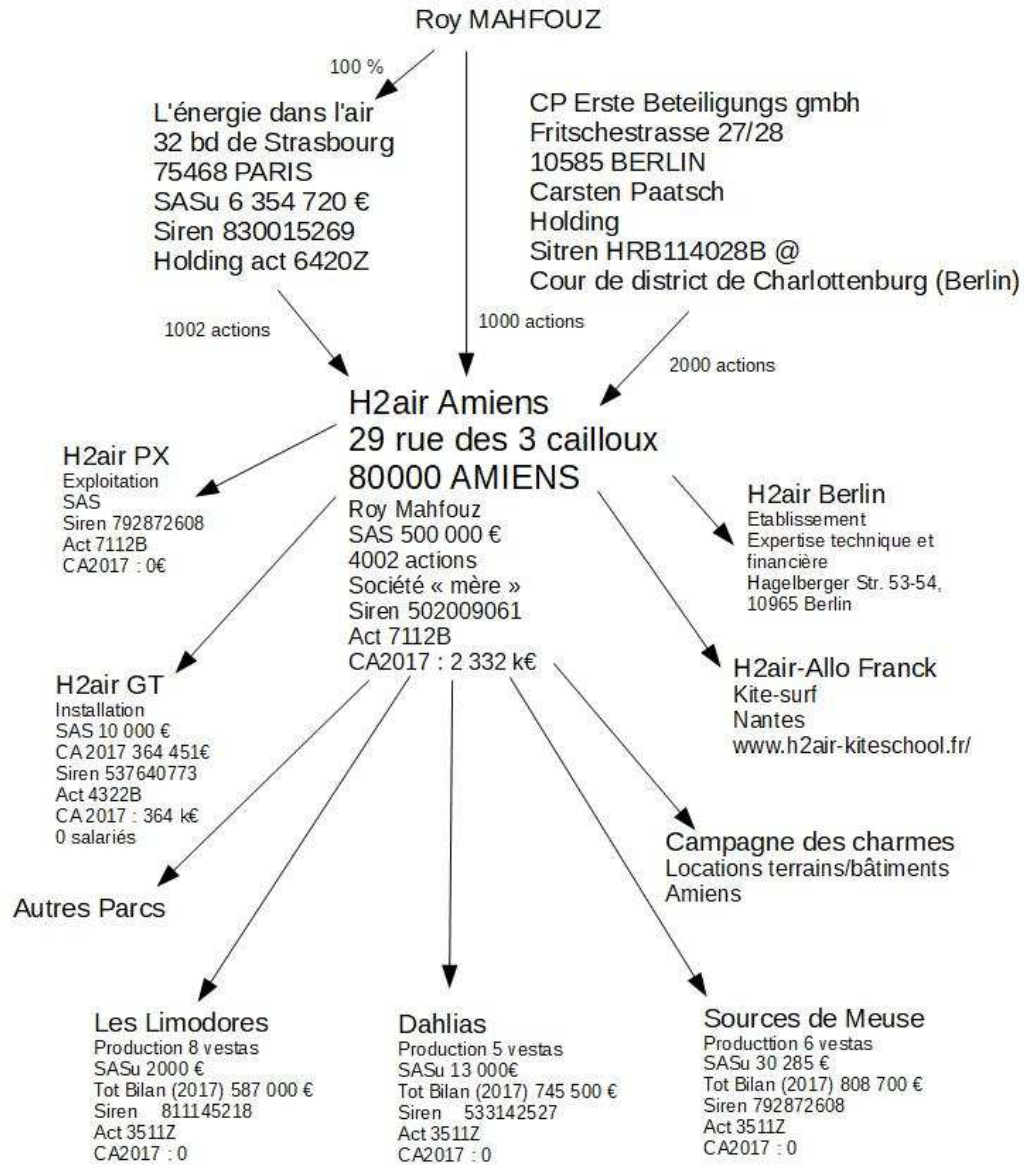 Roy MAHFOUZ
100 %
L'énergie dans l'air
32 bd de Strasbourg
75468 PARIS
SASu 6 354 720 €
Siren 830015269
Holding act 6420Z
CP Erste Beteiligungs gmbh
Fritschestrasse 27/28
10585 BERLIN
Carsten Paatsch
Holding
Sitren HRB114028B @
Cour de district de Charlottenburg (Berlin)
1002 actions
1000 actions
2000 actions
H2air Amiens
29 rue des 3 cailloux
80000 AMIENS
Roy Mahfouz
SAS 500 000 €
4002 actions
Société « mère »
Siren 502009061
Act 7112B
CA2017 : 2 332 k€
H2air PX
Exploitation
SAS
Siren 792872608
Act 7112B
CA2017 : 0€
H2air Berlin
Etablissement
Expertise technique et
financière
Hagelberger Str. 53-54,
10965 Berlin
H2air GT
Installation
SAS 10 000 €
CA 2017 364 451€
Siren 537640773
Act 4322B
CA 2017 : 364 k€
0 salariés
H2air-Allo Franck
Kite-surf
Nantes
www.h2air-kiteschool.fr/
Campagne des charmes
Locations terrains/bâtiments
Amiens
Autres Parcs
Les Limodores
Production 8 vestas
SASu 2000 €
Tot Bilan (2017) 587 000 €
Siren 811145218
Act 3511Z
CA2017 : 0
Dahlias
Production 5 vestas
SASu 13 000€
Tot Bilan (2017) 745 500 €
Siren 533142527
Act 3511Z
CA2017 : 0
Sources de Meuse
Producttion 6 vestas
SASu 30 285 €
Tot Bilan (2017) 808 700 €
Siren 792872608
Act 3511Z
CA2017 : 0